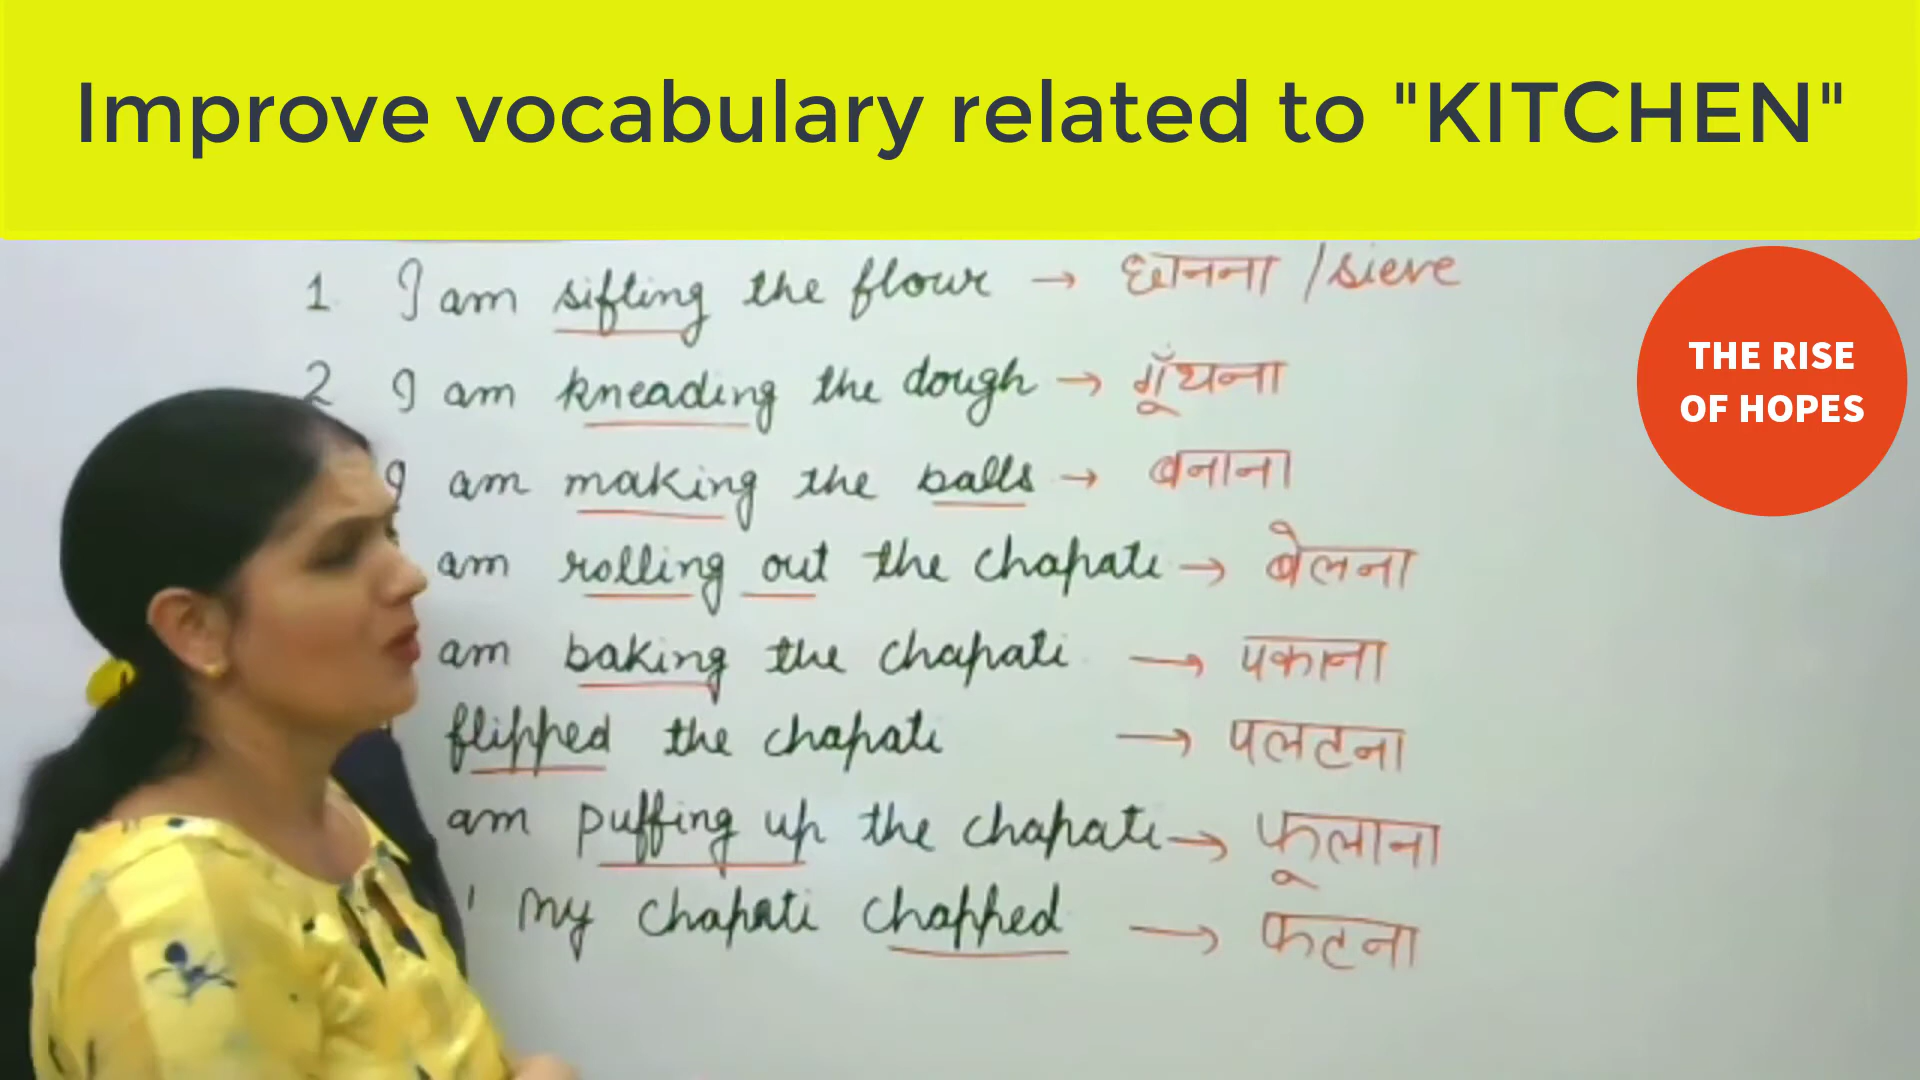 Improve vocabulary related to "KITCHEN"
THE RISE
OF HOPES
1. I am sifting the flour → छानना / sieve
2 I am kneading the dough → गूँथना
I am making the balls → बनाना
am rolling out the chapati → बेलना
am baking the chapati → पकाना
flipped the chapati → पलटना
am puffing up the chapati → फूलाना
My chapati chapped → फटना